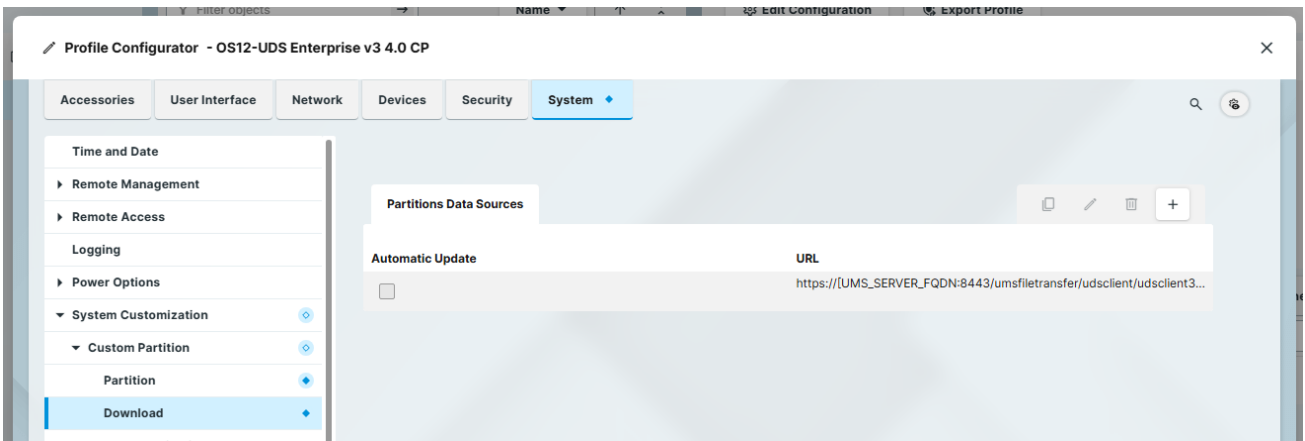 Filter objects
Name
Edit Configuration
Export Profile
Profile Configurator - OS12-UDS Enterprise v3 4.0 CP
Accessories
User Interface
Network
Devices
Security
System
Time and Date
Remote Management
Remote Access
Logging
Power Options
System Customization
Custom Partition
Partition
Download
Partitions Data Sources
Automatic Update
URL
https://[UMS_SERVER_FQDN:8443/umsfiletransfer/udsclient/udsclient3...